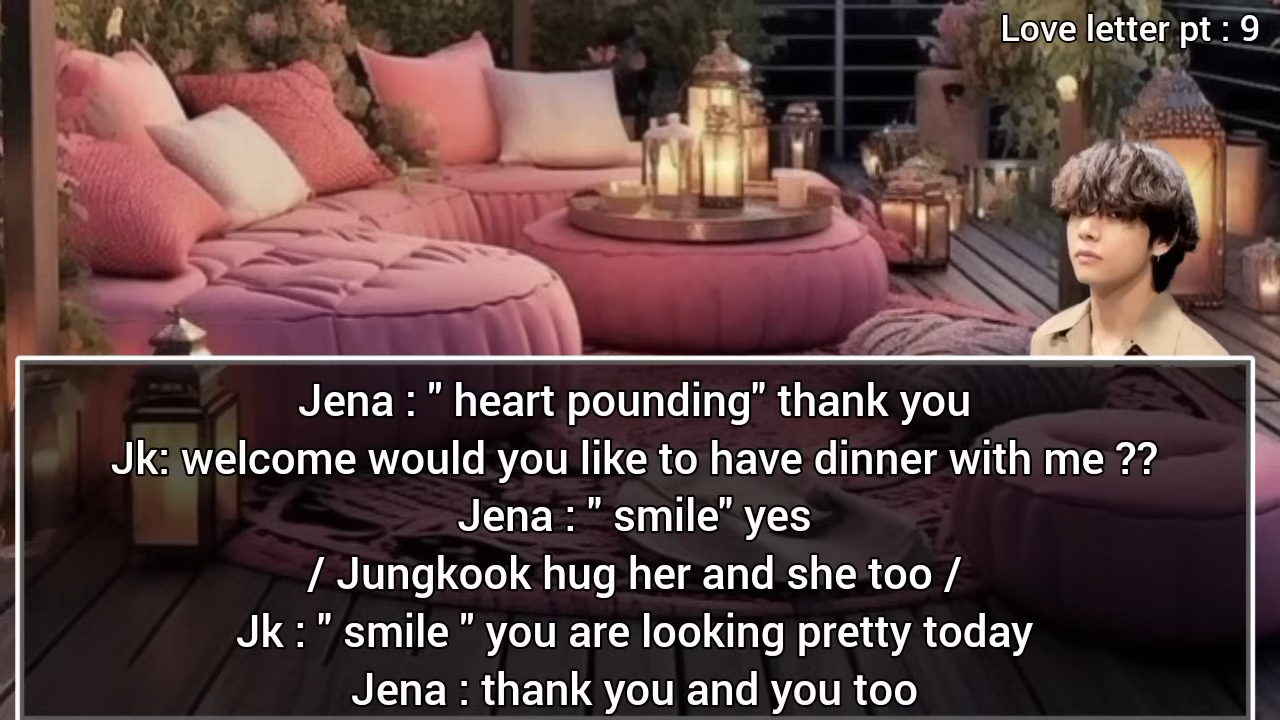 Love letter pt : 9
Jena : " heart pounding" thank you
Jk: welcome would you like to have dinner with me ??
Jena : " smile" yes
/ Jungkook hug her and she too /
Jk : " smile " you are looking pretty today
Jena : thank you and you too